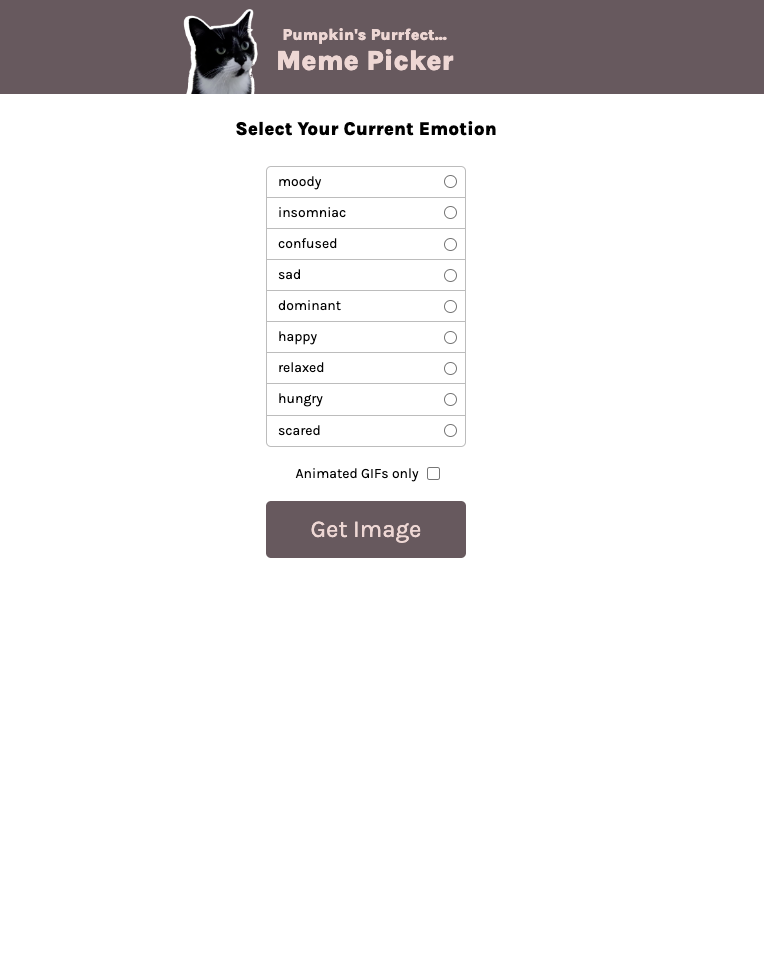 Pumpkin's Purrfect...
Meme Picker
Select Your Current Emotion
moody
insomniac
confused
sad
dominant
happy
relaxed
hungry
scared
Animated GIFs only
Get Image